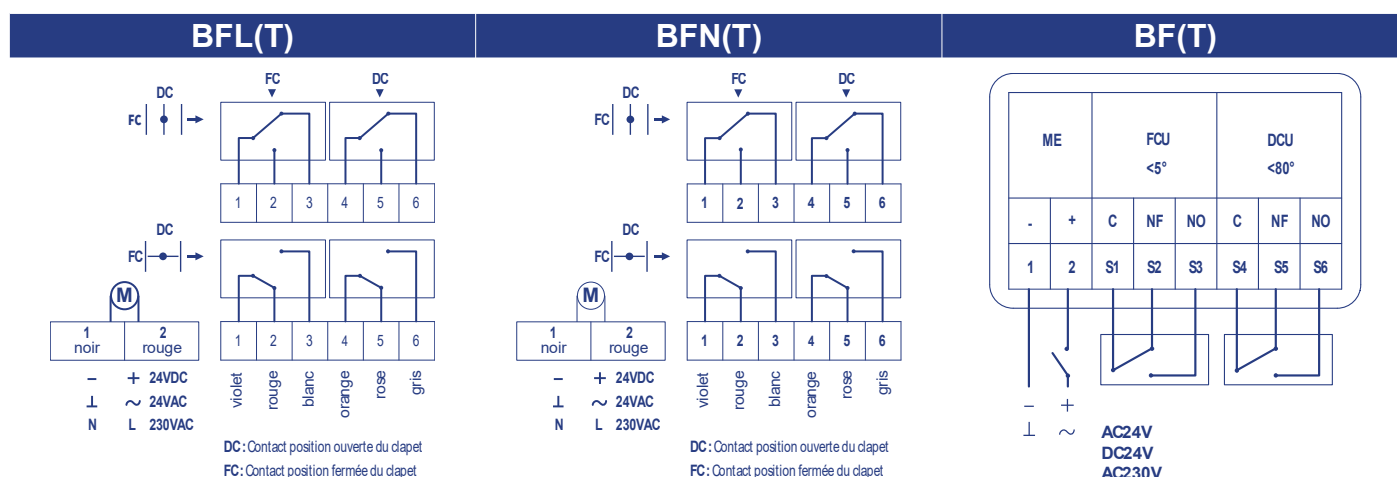 BFL(T)
FC DC
DC
FC
1 2 3 4 5 6
DC
FC
M
1 2
noir rouge
1 2 3 4 5 6
violet rouge blanc orange rose gris
− + 24VDC
⊥ ~ 24VAC
N L 230VAC
DC : Contact position ouverte du clapet
FC : Contact position fermée du clapet
BFN(T)
FC DC
DC
FC
1 2 3 4 5 6
DC
FC
M
1 2
noir rouge
1 2 3 4 5 6
violet rouge blanc orange rose gris
− + 24VDC
⊥ ~ 24VAC
N L 230VAC
DC : Contact position ouverte du clapet
FC : Contact position fermée du clapet
BF(T)
ME FCU DCU
<5° <80°
- + C NF NO C NF NO
1 2 S1 S2 S3 S4 S5 S6
− +
⊥ ~ AC24V
DC24V
AC230V